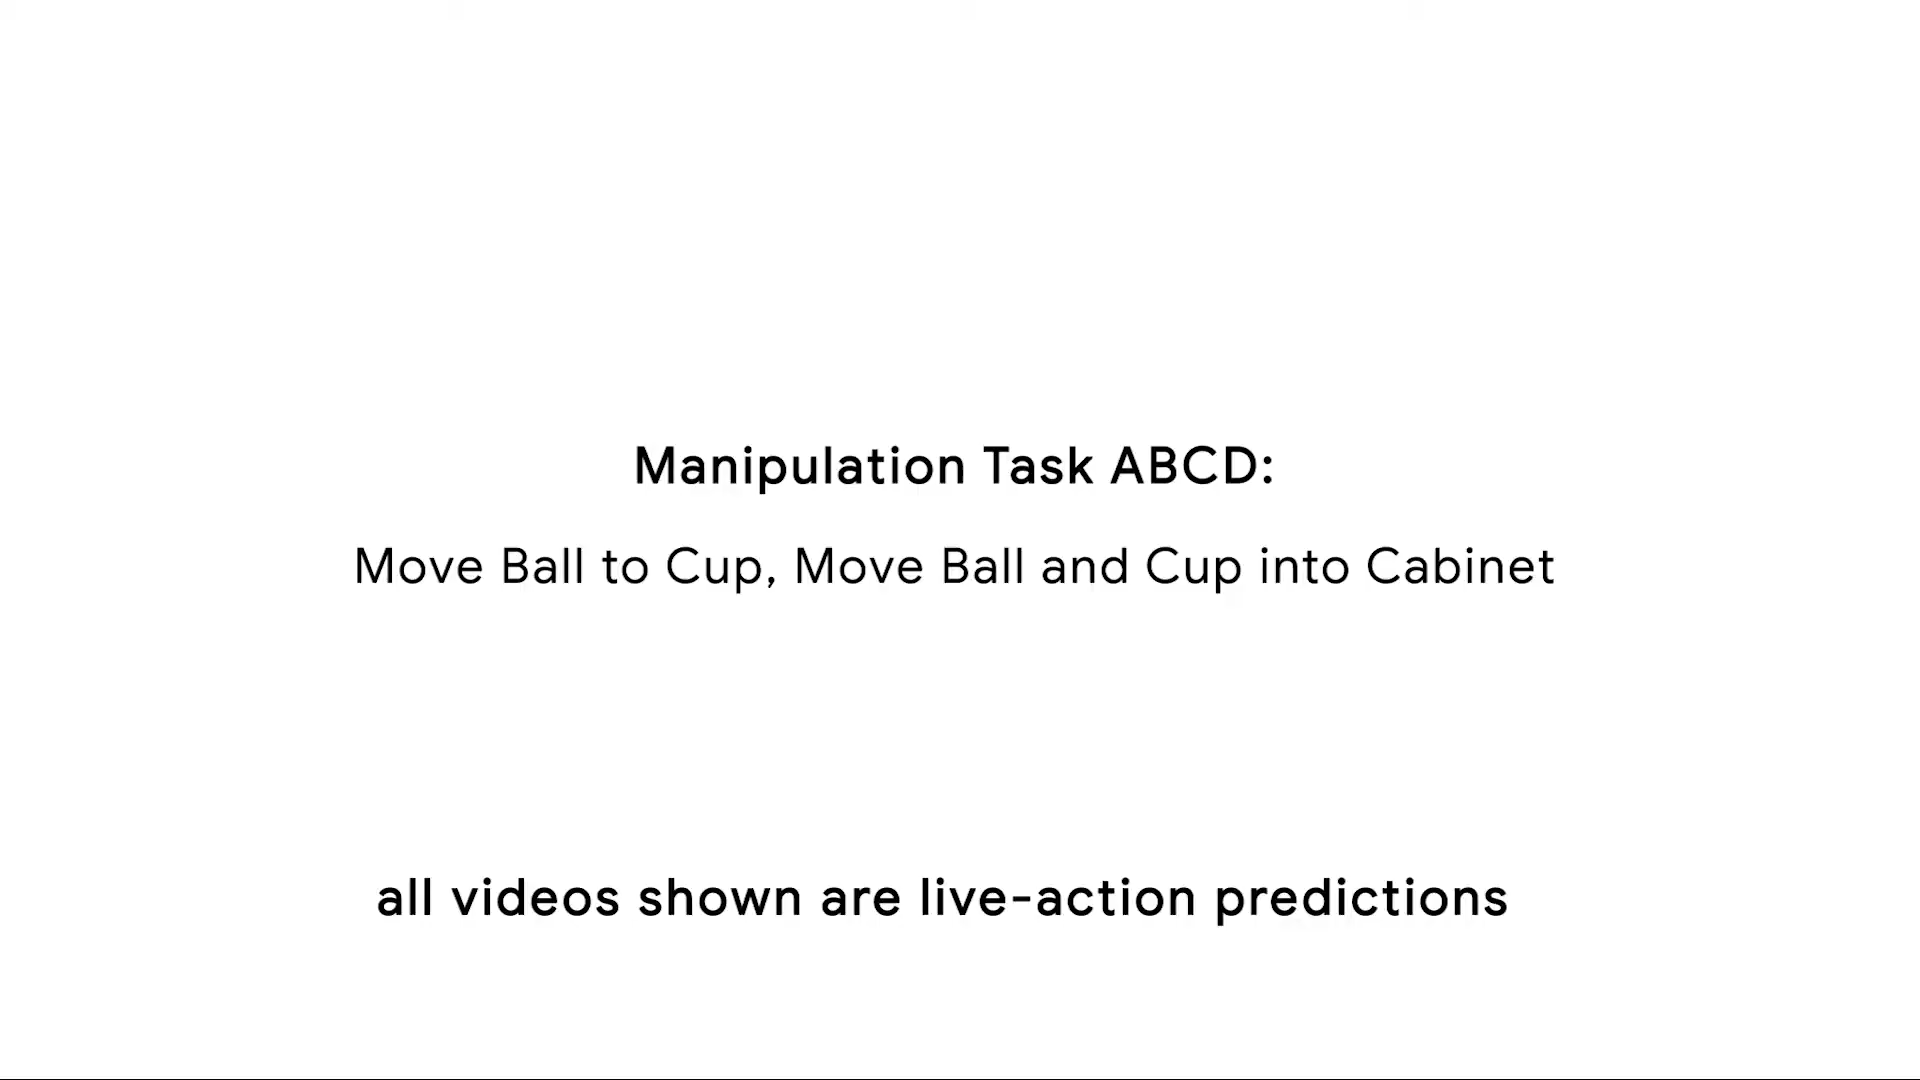 Manipulation Task ABCD:
Move Ball to Cup, Move Ball and Cup into Cabinet
all videos shown are live-action predictions